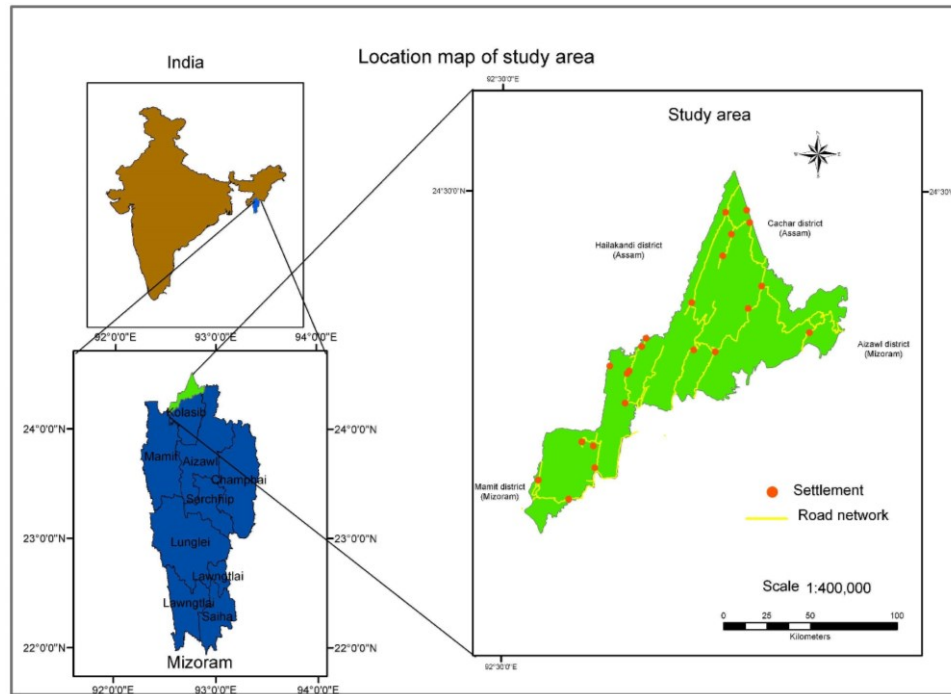 Location map of study area
India
92°0'0"E
93°0'0"E
94°0'0"E
Kolasib
24°0'0"N
24°0'0"N
Mamit
Aizawl
Champhai
Serchhip
23°0'0"N
23°0'0"N
Lunglei
Lawngtlai
Lawngtlai
Saiha
22°0'0"N
22°0'0"N
Mizoram
92°0'0"E
93°0'0"E
94°0'0"E
92°30'0"E
Study area
24°30'0"N
24°30'
Hailakandi district
(Assam)
Cachar district
(Assam)
Aizawl district
(Mizoram)
Mamit district
(Mizoram)
Settlement
Road network
Scale 1:400,000
0 25 50 100
Kilometers
92°30'0"E